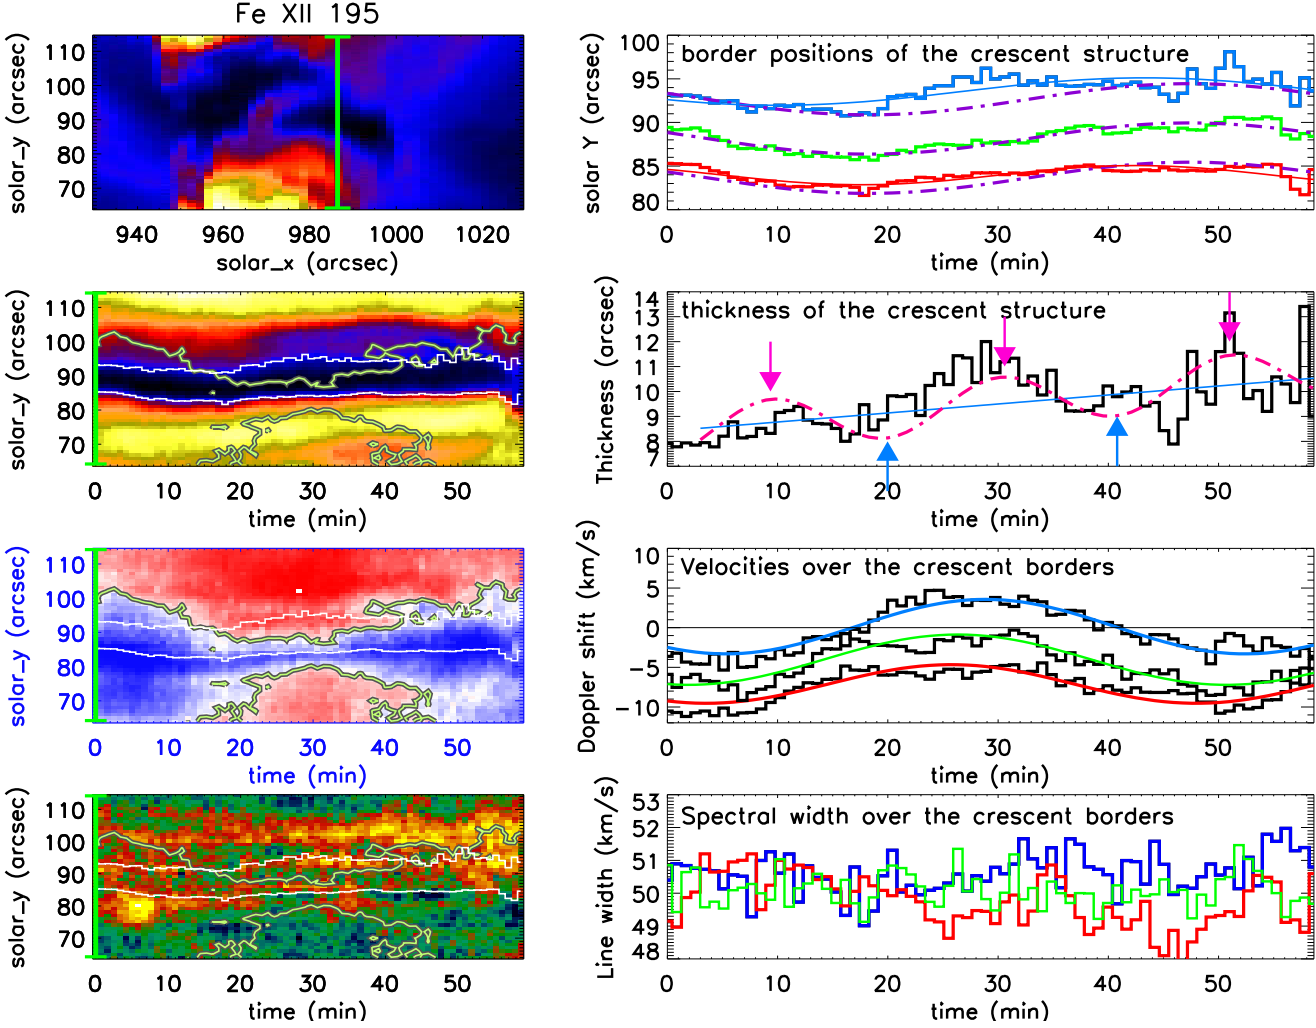 Fe XII 195
solar_y (arcsec)
110
100
90
80
70
940 960 980 1000 1020
solar_x (arcsec)
border positions of the crescent structure
solar Y (arcsec)
100
95
90
85
80
0 10 20 30 40 50
time (min)
solar_y (arcsec)
110
100
90
80
70
0 10 20 30 40 50
time (min)
thickness of the crescent structure
Thickness (arcsec)
14
13
12
11
10
9
8
7
0 10 20 30 40 50
time (min)
solar_y (arcsec)
110
100
90
80
70
0 10 20 30 40 50
time (min)
Velocities over the crescent borders
Doppler shift (km/s)
10
5
0
−5
−10
0 10 20 30 40 50
time (min)
solar_y (arcsec)
110
100
90
80
70
0 10 20 30 40 50
time (min)
Spectral width over the crescent borders
Line width (km/s)
53
52
51
50
49
48
0 10 20 30 40 50
time (min)